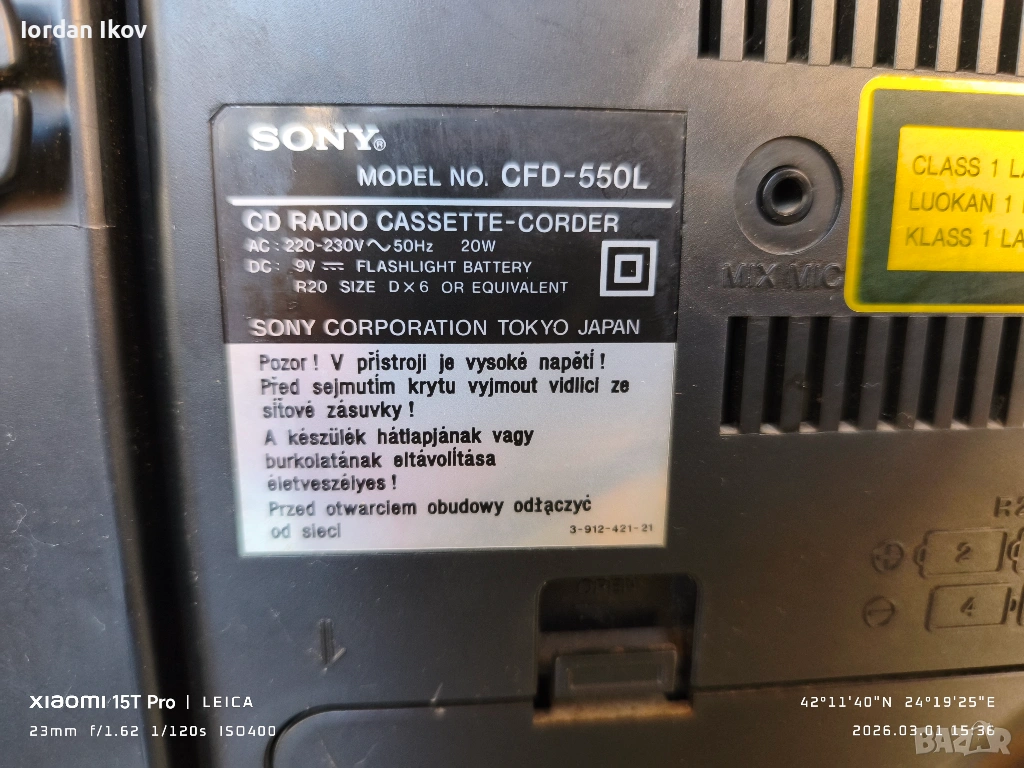 Iordan Ikov
SONY®
MODEL NO. CFD-550L
CD RADIO CASSETTE-CORDER
AC: 220-230V ∿ 50Hz 20W
DC: 9V ⎓ FLASHLIGHT BATTERY
R20 SIZE D×6 OR EQUIVALENT
SONY CORPORATION TOKYO JAPAN
Pozor! V přístroji je vysoké napětí!
Před sejmutím krytu vyjmout vidlici ze
síťové zásuvky!
A készülék hátlapjának vagy
burkolatának eltávolítása
életveszélyes!
Przed otwarciem obudowy odłączyć
od sieci
3-912-421-21
MIX MIC
CLASS 1
LUOKAN 1
KLASS 1
⊕ 2
⊖ 4
XIAOMI 15T Pro | LEICA
23mm f/1.62 1/120s ISO400
42°11'40"N 24°19'25"E
2026.03.01 15:36
BAZAR